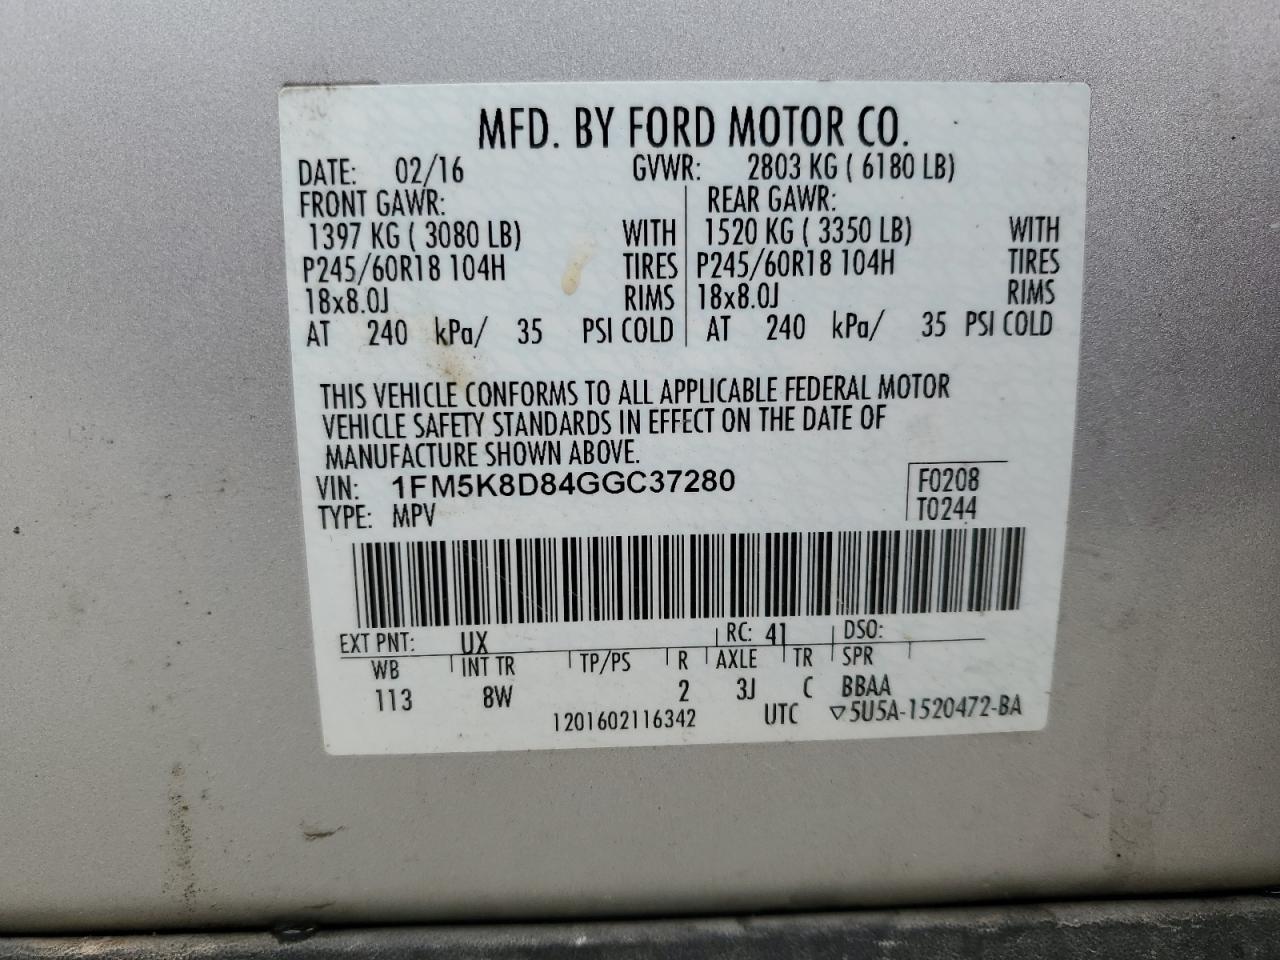 MFD. BY FORD MOTOR CO.
DATE: 02/16 GVWR: 2803 KG ( 6180 LB)
FRONT GAWR: REAR GAWR:
1397 KG ( 3080 LB) WITH 1520 KG ( 3350 LB) WITH
P245/60R18 104H TIRES P245/60R18 104H TIRES
18x8.0J RIMS 18x8.0J RIMS
AT 240 kPa/ 35 PSI COLD AT 240 kPa/ 35 PSI COLD
THIS VEHICLE CONFORMS TO ALL APPLICABLE FEDERAL MOTOR
VEHICLE SAFETY STANDARDS IN EFFECT ON THE DATE OF
MANUFACTURE SHOWN ABOVE.
VIN: 1FM5K8D84GGC37280 F0208
TYPE: MPV T0244
EXT PNT: UX RC: 41 DSO:
WB INT TR TP/PS R AXLE TR SPR
113 8W 2 3J C BBAA
1201602116342 UTC ▽5U5A-1520472-BA